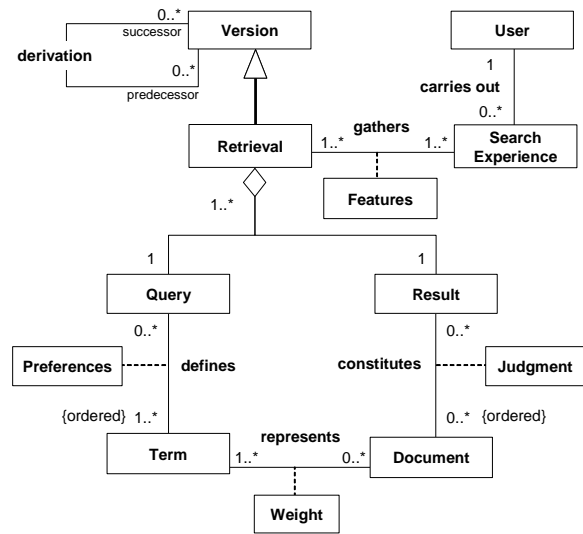 0..*
successor
Version
User
derivation
0..*
predecessor
1
carries out
0..*
gathers
Retrieval
1..*
1..*
Search
Experience
Features
1..*
1
1
Query
Result
0..*
0..*
Preferences
defines
constitutes
Judgment
{ordered}
1..*
0..*
{ordered}
represents
Term
1..*
0..*
Document
Weight